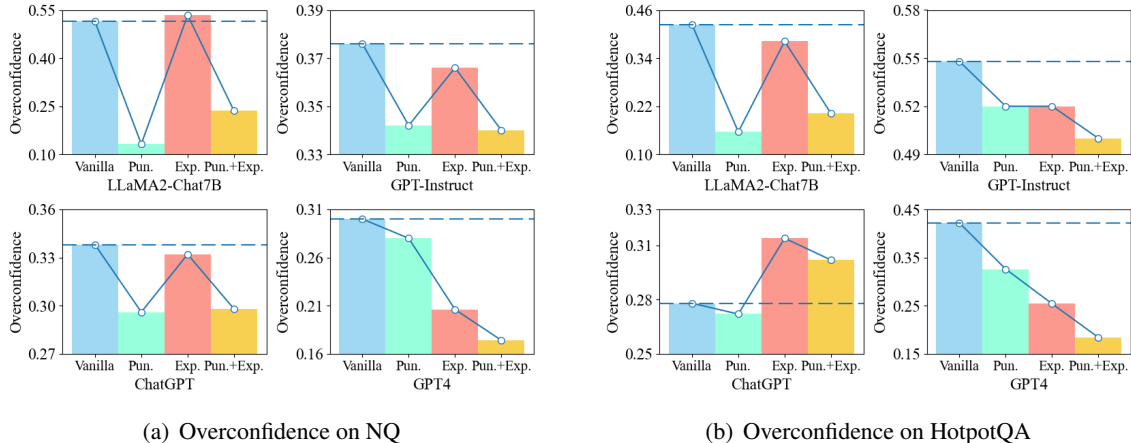 0.55
0.40
0.25
0.10
Overconfidence
Vanilla Pun. Exp. Pun.+Exp.
LLaMA2-Chat7B
0.39
0.37
0.35
0.33
Overconfidence
Vanilla Pun. Exp. Pun.+Exp.
GPT-Instruct
0.36
0.33
0.30
0.27
Overconfidence
Vanilla Pun. Exp. Pun.+Exp.
ChatGPT
0.31
0.26
0.21
0.16
Overconfidence
Vanilla Pun. Exp. Pun.+Exp.
GPT4
(a) Overconfidence on NQ
0.46
0.34
0.22
0.10
Overconfidence
Vanilla Pun. Exp. Pun.+Exp.
LLaMA2-Chat7B
0.58
0.55
0.52
0.49
Overconfidence
Vanilla Pun. Exp. Pun.+Exp.
GPT-Instruct
0.33
0.31
0.28
0.25
Overconfidence
Vanilla Pun. Exp. Pun.+Exp.
ChatGPT
0.45
0.35
0.25
0.15
Overconfidence
Vanilla Pun. Exp. Pun.+Exp.
GPT4
(b) Overconfidence on HotpotQA